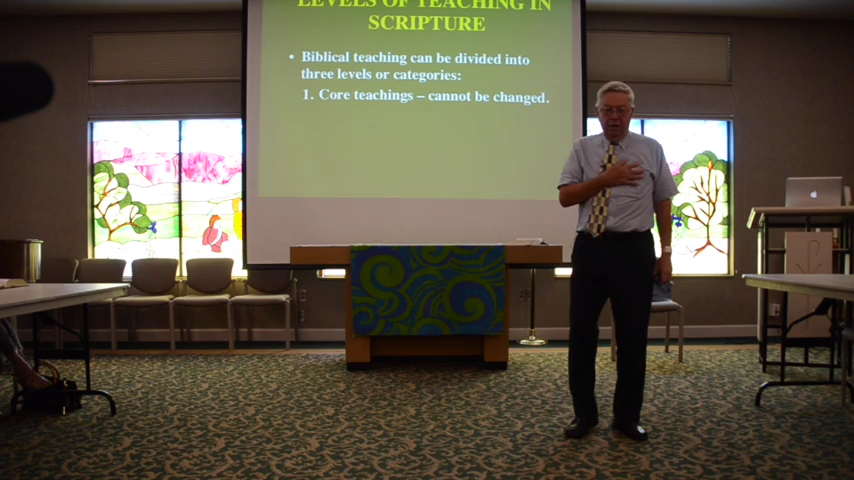 LEVELS OF TEACHING IN
SCRIPTURE
• Biblical teaching can be divided into
three levels or categories:
1. Core teachings – cannot be changed.